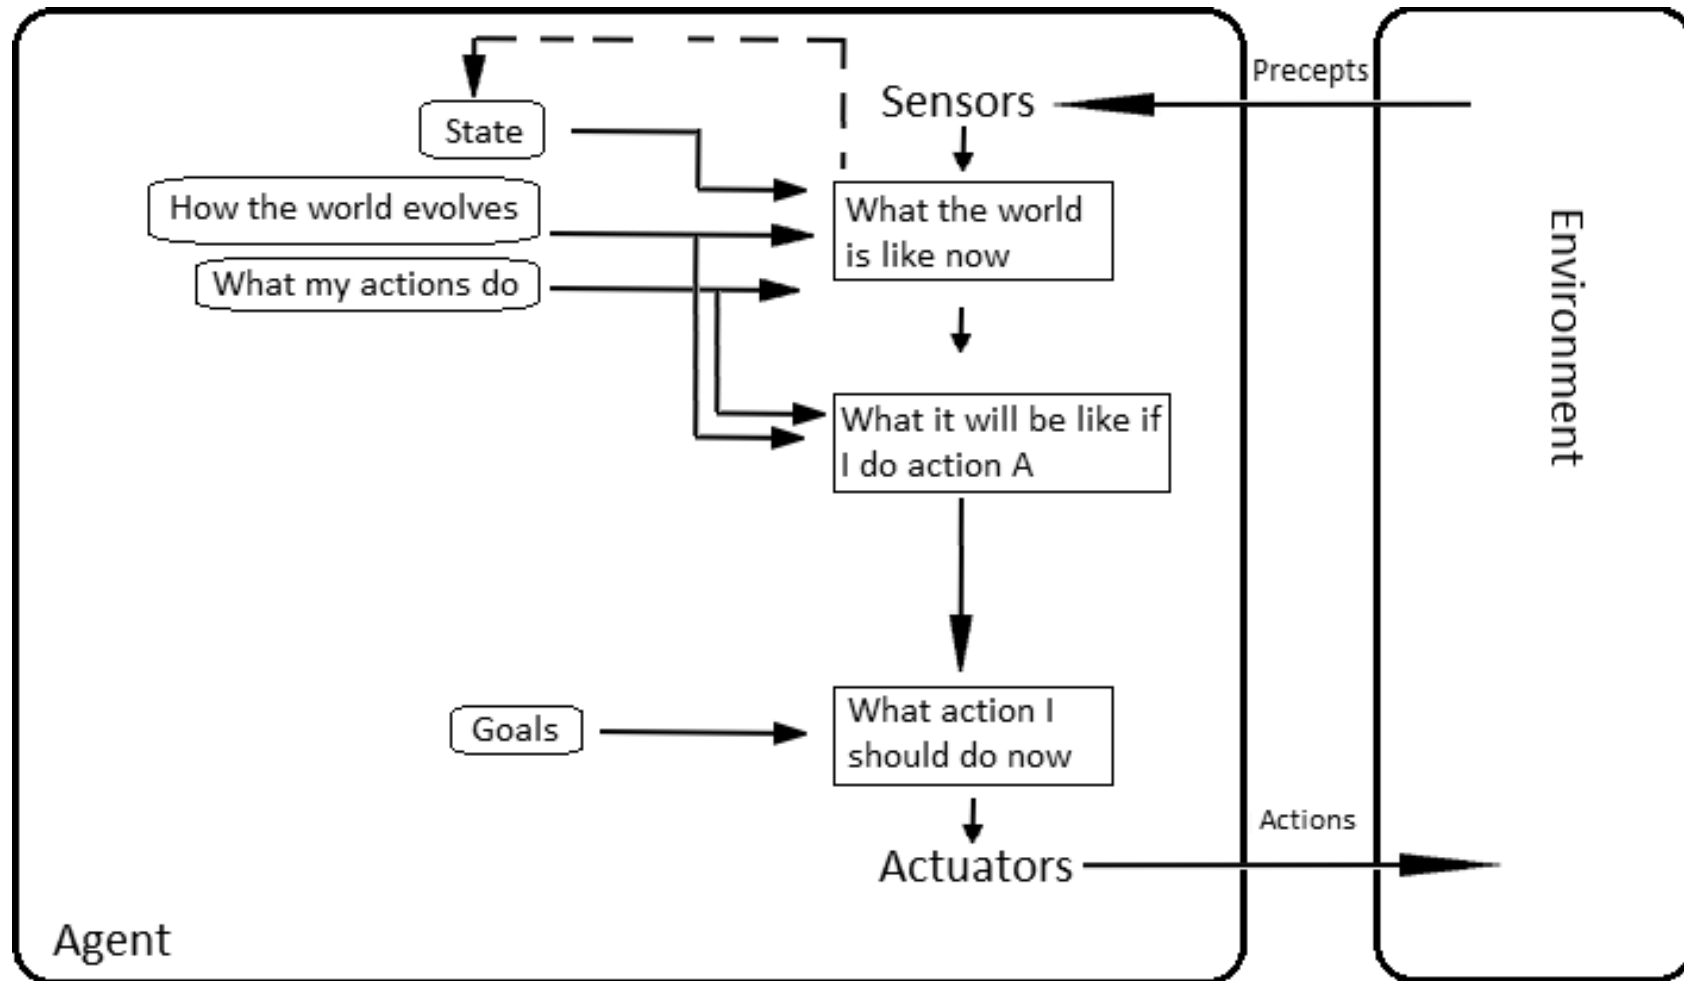 Precepts
Sensors
State
How the world evolves
What the world
is like now
What my actions do
Environment
What it will be like if
I do action A
What action I
should do now
Goals
Actions
Actuators
Agent